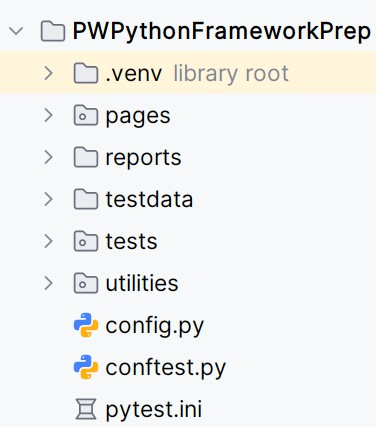 PWPythonFrameworkPrep
.venv library root
pages
reports
testdata
tests
utilities
config.py
conftest.py
pytest.ini